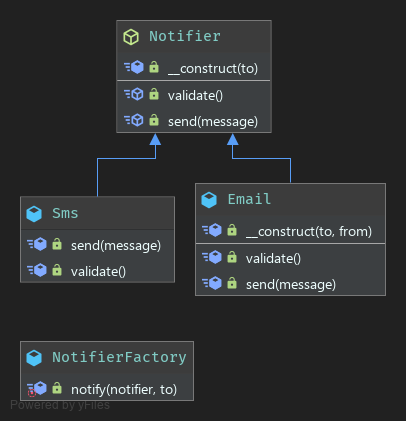 Notifier
__construct(to)
validate()
send(message)
Sms
send(message)
validate()
Email
__construct(to, from)
validate()
send(message)
NotifierFactory
notify(notifier, to)
Powered by yFiles